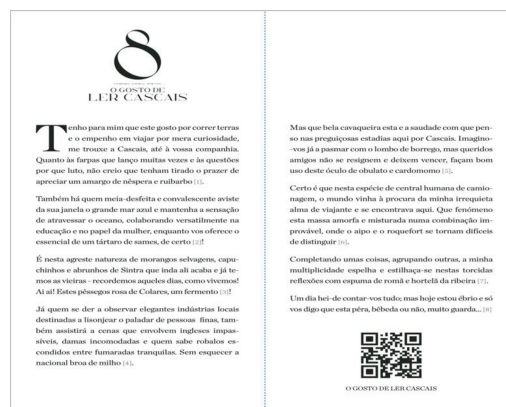 8
O GOSTO DE
LER CASCAIS
Tenho para mim que este gosto por correr terras
e o empenho em viajar por mera curiosidade,
me trouxe a Cascais, até à vossa companhia.
Quanto às farpas que lanço muitas vezes e às questões
por que luto, não creio que tenham tirado o prazer de
apreciar um amargo de nêspera e ruibarbo [1].
Também há quem meia-desfeita e convalescente aviste
da sua janela o grande mar azul e mantenha a sensação
de atravessar o oceano, colaborando versatilmente na
educação e no papel da mulher, enquanto vos oferece o
essencial de um tártaro de sames, de certo [2]!
É nesta agreste natureza de morangos selvagens, capu-
chinhos e abrunhos de Sintra que inda ali acaba e já te-
mos as vieiras - recordemos aqueles dias, como vivemos!
Ai ai! Estes pêssegos rosa de Colares, um fermento [3]!
Já quem se der a observar elegantes indústrias locais
destinadas a lisonjear o paladar de pessoas finas, tam-
bém assistirá a cenas que envolvem ingleses impas-
síveis, damas incomodadas e quem sabe robalos es-
condidos entre fumaradas tranquilas. Sem esquecer a
nacional broa de milho [4].
Mas que bela cavaqueira esta e a saudade com que pen-
so nas preguiçosas estadias aqui por Cascais. Imagino-
-vos já a pasmar com o lombo de borrego, mas queridos
amigos não se resignem e deixem vencer, façam bom
uso deste óculo de obulato e cardomomo [5].
Certo é que nesta espécie de central humana de camio-
nagem, o mundo vinha à procura da minha irrequieta
alma de viajante e se encontrava aqui. Que fenómeno
esta massa amorfa e misturada numa combinação im-
provável, onde o aipo e o roquefort se tornam difíceis
de distinguir [6].
Completando umas coisas, agrupando outras, a minha
multiplicidade espelha e estilhaça-se nestas torcidas
reflexões com espuma de romã e hortelã da ribeira [7].
Um dia hei-de contar-vos tudo; mas hoje estou ébrio e só
vos digo que esta pêra, bêbeda ou não, muito guarda... [8]
O GOSTO DE LER CASCAIS